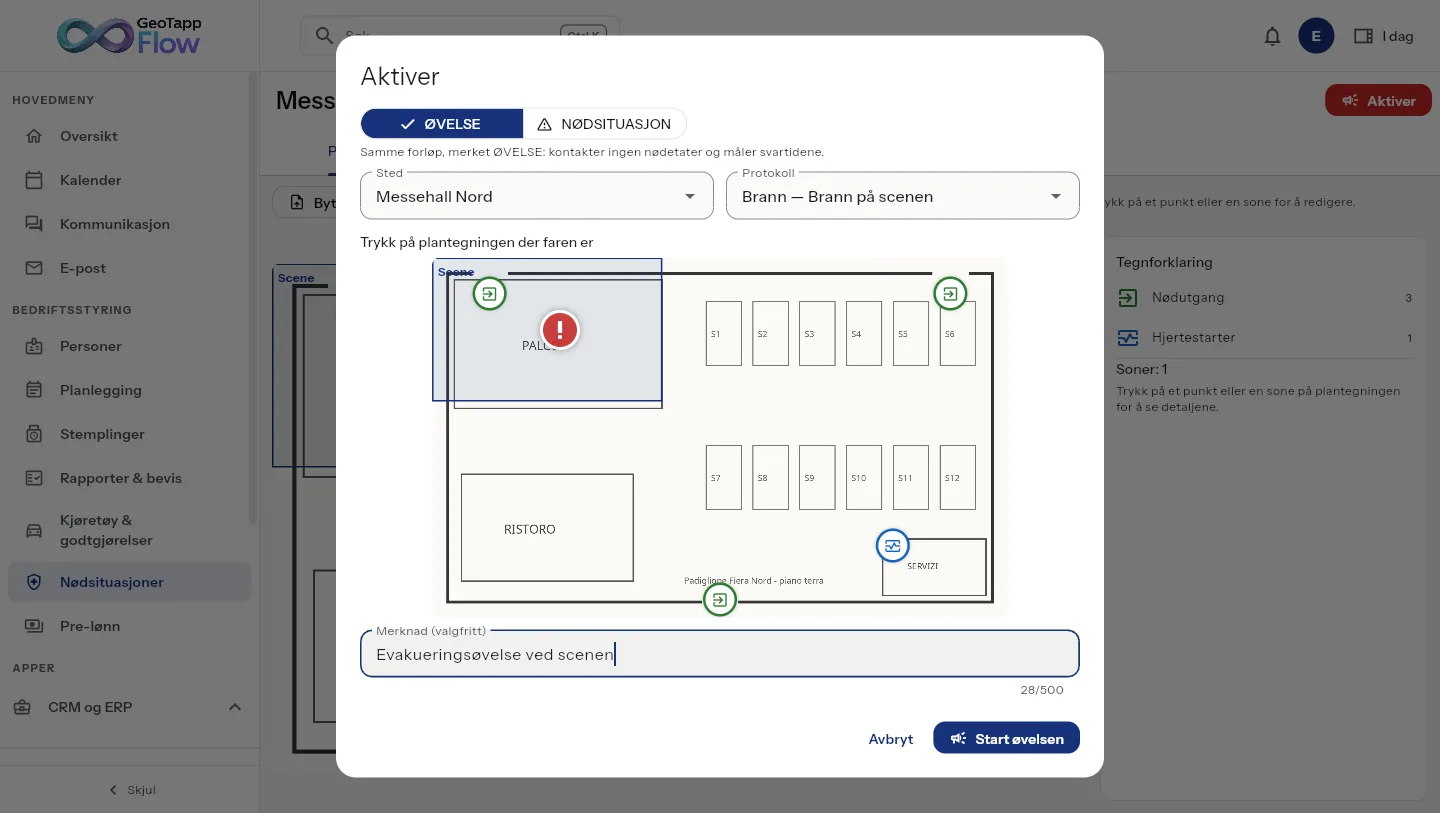 GeoTapp
Flow
Søk
Ctrl K
E
I dag
HOVEDMENY
Oversikt
Kalender
Kommunikasjon
E-post
BEDRIFTSSTYRING
Personer
Planlegging
Stemplinger
Rapporter & bevis
Kjøretøy &
godtgjørelser
Nødsituasjoner
Pre-lønn
APPER
CRM og ERP
Skjul
Messe
Aktiver
P
Byt
ykk på et punkt eller en sone for å redigere.
Scene
Tegnforklaring
Nødutgang
3
Hjertestarter
1
Soner: 1
Trykk på et punkt eller en sone på plantegningen
for å se detaljene.
Aktiver
ØVELSE
NØDSITUASJON
Samme forløp, merket ØVELSE: kontakter ingen nødetater og måler svartidene.
Sted
Messehall Nord
Protokoll
Brann — Brann på scenen
Trykk på plantegningen der faren er
Scene
PALC
S1
S2
S3
S4
S5
S6
S7
S8
S9
S10
S11
S12
RISTORO
SERVIZI
Padiglione Fiera Nord - piano terra
Merknad (valgfritt)
Evakueringsøvelse ved scenen
28/500
Avbryt
Start øvelsen